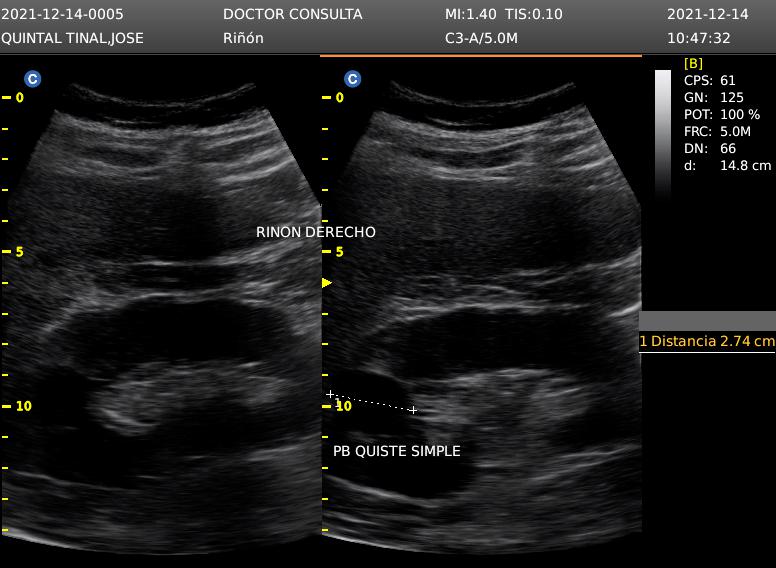 2021-12-14-0005 DOCTOR CONSULTA MI:1.40 TIS:0.10 2021-12-14
QUINTAL TINAL,JOSE Riñón C3-A/5.0M 10:47:32
C C
0 0
[B]
CPS: 61
GN: 125
POT: 100 %
FRC: 5.0M
DN: 66
d: 14.8 cm
RINON DERECHO
5 5
1 Distancia 2.74 cm
10 10
1
PB QUISTE SIMPLE